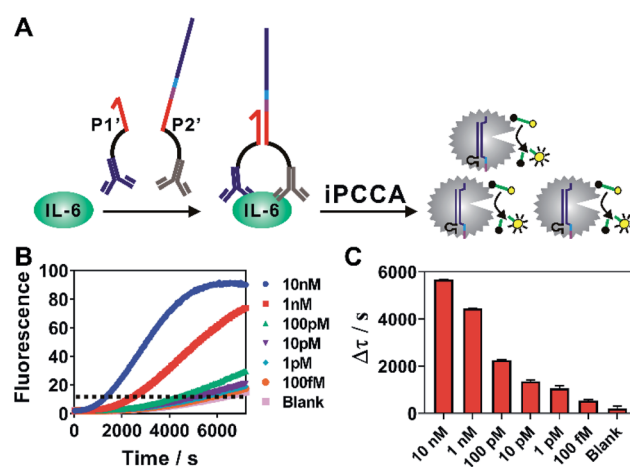 A
P1' P2'
IL-6 IL-6 iPCCA
B
Fluorescence
100
80
60
40
20
0
0 2000 4000 6000
Time / s
10nM
1nM
100pM
10pM
1pM
100fM
Blank
C
Δτ / s
6000
4000
2000
0
10 nM 1 nM 100 pM 10 pM 1 pM 100 fM Blank